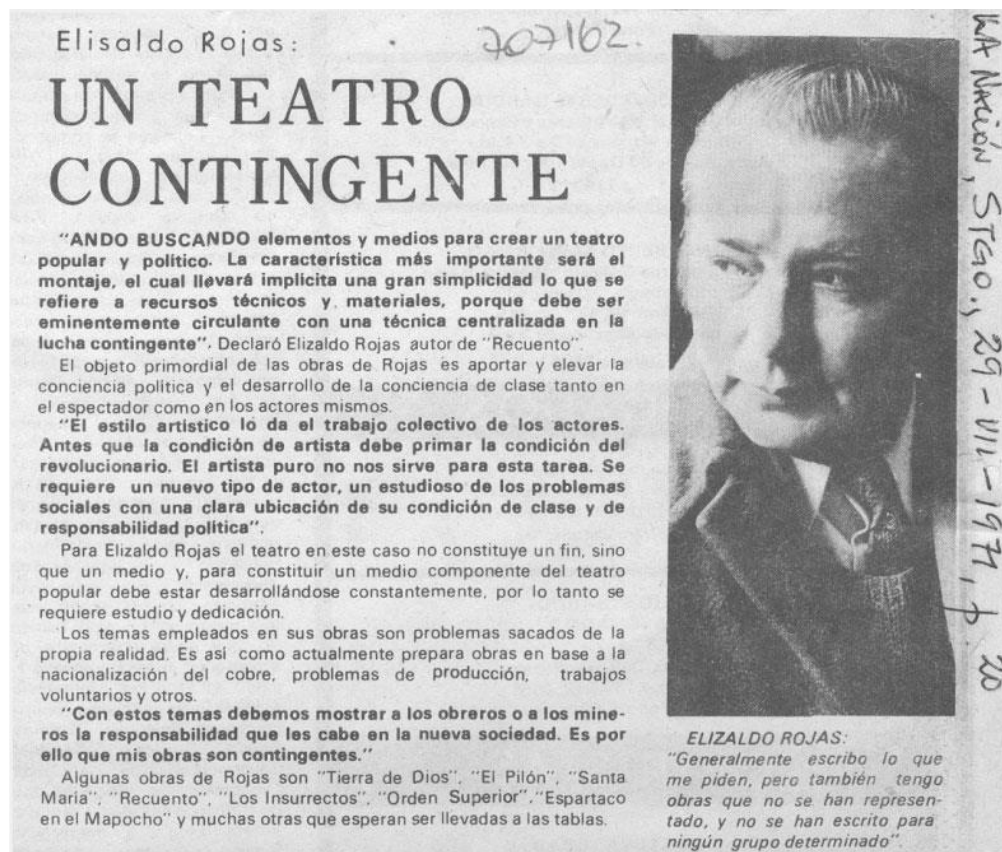 Elisaldo Rojas:
707162.
UN TEATRO
CONTINGENTE
"ANDO BUSCANDO elementos y medios para crear un teatro
popular y político. La característica más importante será el
montaje, el cual llevará implícita una gran simplicidad lo que se
refiere a recursos técnicos y materiales, porque debe ser
eminentemente circulante con una técnica centralizada en la
lucha contingente". Declaró Elizaldo Rojas autor de "Recuento".
El objeto primordial de las obras de Rojas es aportar y elevar la
conciencia política y el desarrollo de la conciencia de clase tanto en
el espectador como en los actores mismos.
"El estilo artístico lo da el trabajo colectivo de los actores.
Antes que la condición de artista debe primar la condición del
revolucionario. El artista puro no nos sirve para esta tarea. Se
requiere un nuevo tipo de actor, un estudioso de los problemas
sociales con una clara ubicación de su condición de clase y de
responsabilidad política".
Para Elizaldo Rojas el teatro en este caso no constituye un fin, sino
que un medio y, para constituir un medio componente del teatro
popular debe estar desarrollándose constantemente, por lo tanto se
requiere estudio y dedicación.
Los temas empleados en sus obras son problemas sacados de la
propia realidad. Es así como actualmente prepara obras en base a la
nacionalización del cobre, problemas de producción, trabajos
voluntarios y otros.
"Con estos temas debemos mostrar a los obreros o a los mine-
ros la responsabilidad que les cabe en la nueva sociedad. Es por
ello que mis obras son contingentes."
Algunas obras de Rojas son "Tierra de Dios", "El Pilón", "Santa
María", "Recuento", "Los Insurrectos", "Orden Superior", "Espartaco
en el Mapocho" y muchas otras que esperan ser llevadas a las tablas.
ELIZALDO ROJAS:
"Generalmente escribo lo que
me piden, pero también tengo
obras que no se han represen-
tado, y no se han escrito para
ningún grupo determinado".
LA NACIÓN, STGO., 29-VII-1971, p. 20